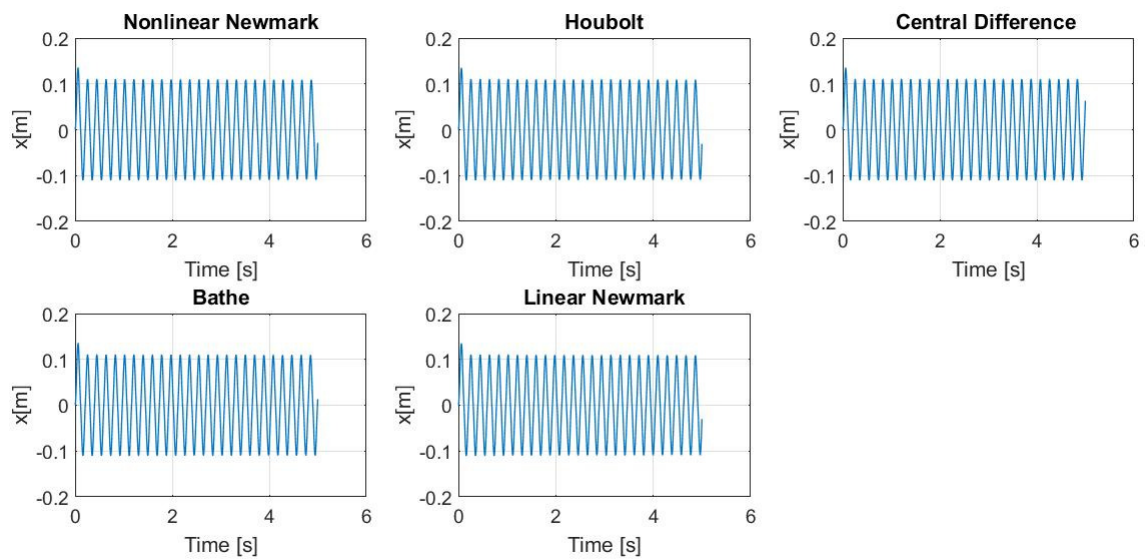 Nonlinear Newmark
0.2
0.1
0
-0.1
-0.2
x[m]
0 2 4 6
Time [s]
Houbolt
0.2
0.1
0
-0.1
-0.2
x[m]
0 2 4 6
Time [s]
Central Difference
0.2
0.1
0
-0.1
-0.2
x[m]
0 2 4 6
Time [s]
Bathe
0.2
0.1
0
-0.1
-0.2
x[m]
0 2 4 6
Time [s]
Linear Newmark
0.2
0.1
0
-0.1
-0.2
x[m]
0 2 4 6
Time [s]